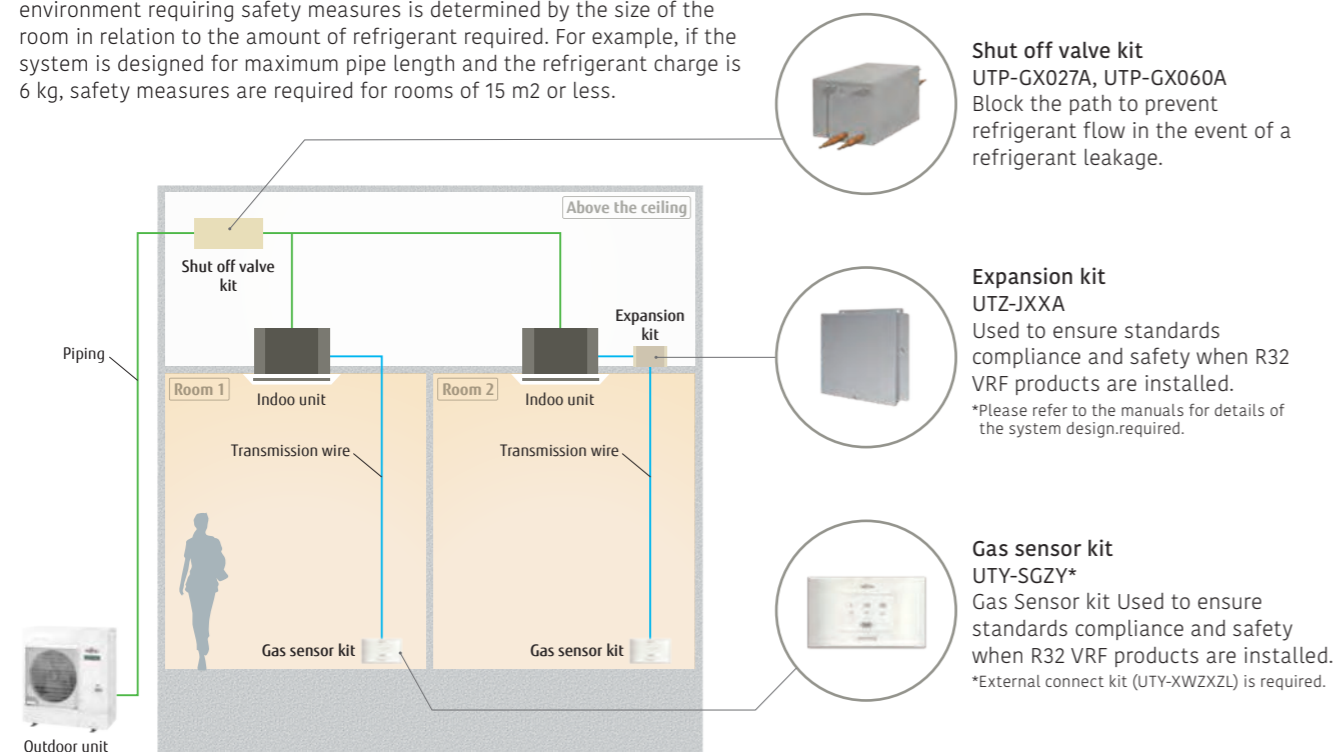 environment requiring safety measures is determined by the size of the
room in relation to the amount of refrigerant required. For example, if the
system is designed for maximum pipe length and the refrigerant charge is
6 kg, safety measures are required for rooms of 15 m2 or less.
Shut off valve kit
UTP-GX027A, UTP-GX060A
Block the path to prevent
refrigerant flow in the event of a
refrigerant leakage.
Above the ceiling
Shut off valve
kit
Expansion
kit
Piping
Room 1
Indoo unit
Room 2
Indoo unit
Transmission wire
Transmission wire
Gas sensor kit
Gas sensor kit
Outdoor unit
Expansion kit
UTZ-JXXA
Used to ensure standards
compliance and safety when R32
VRF products are installed.
*Please refer to the manuals for details of
the system design.required.
Gas sensor kit
UTY-SGZY*
Gas Sensor kit Used to ensure
standards compliance and safety
when R32 VRF products are installed.
*External connect kit (UTY-XWZXZL) is required.